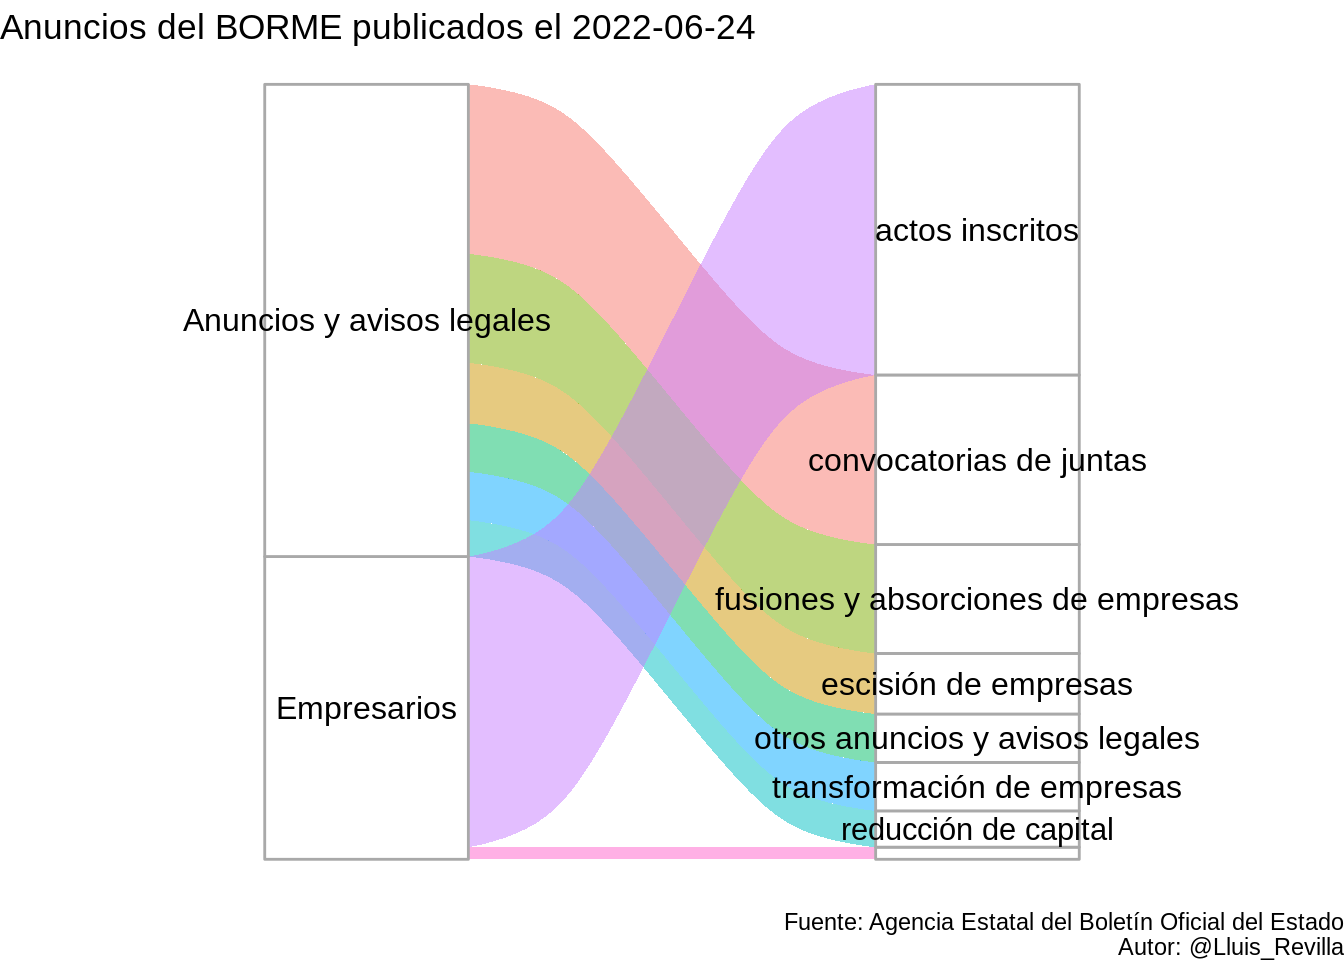 Anuncios del BORME publicados el 2022-06-24
actos inscritos
Anuncios y avisos legales
convocatorias de juntas
fusiones y absorciones de empresas
escisión de empresas
Empresarios
otros anuncios y avisos legales
transformación de empresas
reducción de capital
Fuente: Agencia Estatal del Boletín Oficial del Estado
Autor: @Lluis_Revilla